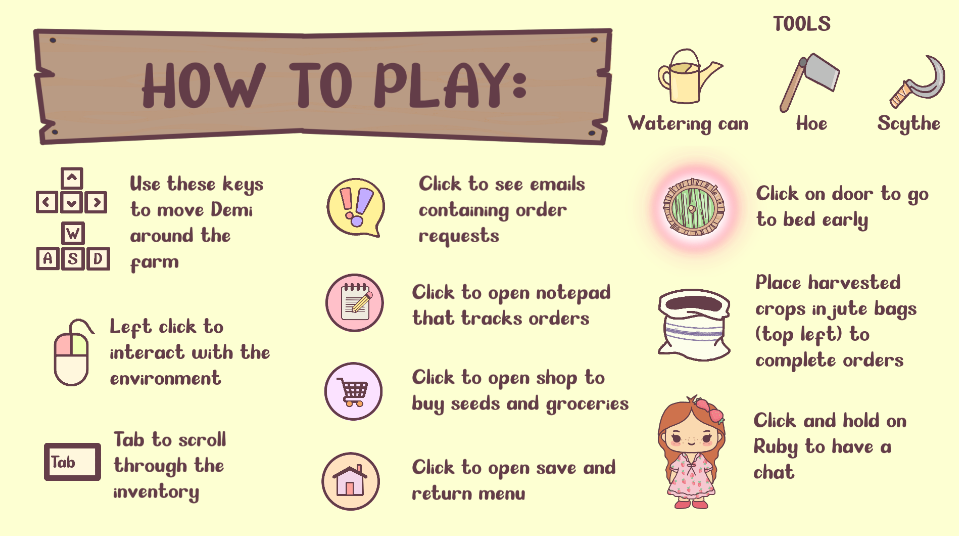 HOW TO PLAY:
TOOLS
Watering can
Hoe
Scythe
W
A S D
Use these keys
to move Demi
around the
farm
Left click to
interact with the
environment
Tab
Tab to scroll
through the
inventory
Click to see emails
containing order
requests
Click to open notepad
that tracks orders
Click to open shop to
buy seeds and groceries
Click to open save and
return menu
Click on door to go
to bed early
Place harvested
crops in jute bags
(top left) to
complete orders
Click and hold on
Ruby to have a
chat